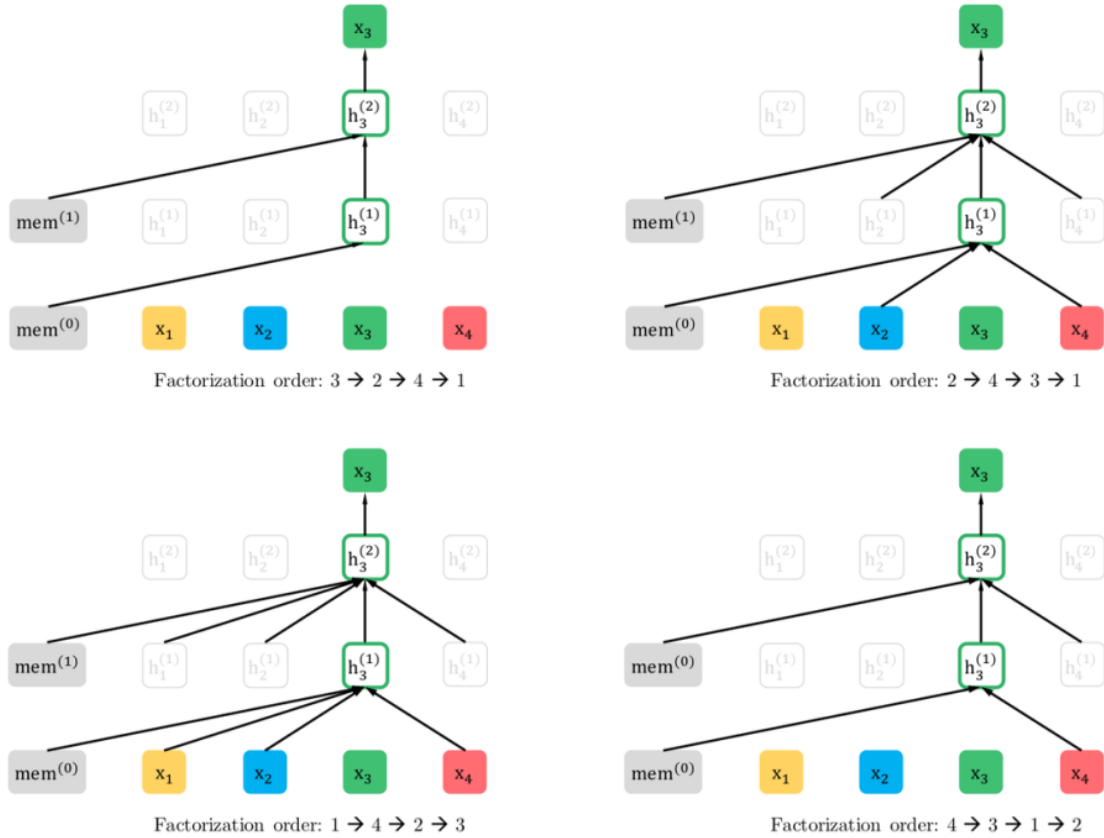 x₃ x₃
h₁⁽²⁾ h₂⁽²⁾ h₃⁽²⁾ h₄⁽²⁾ h₁⁽²⁾ h₂⁽²⁾ h₃⁽²⁾ h₄⁽²⁾
mem⁽¹⁾ h₁⁽¹⁾ h₂⁽¹⁾ h₃⁽¹⁾ h₄⁽¹⁾ mem⁽¹⁾ h₁⁽¹⁾ h₂⁽¹⁾ h₃⁽¹⁾ h₄⁽¹⁾
mem⁽⁰⁾ x₁ x₂ x₃ x₄ mem⁽⁰⁾ x₁ x₂ x₃ x₄
Factorization order: 3 → 2 → 4 → 1 Factorization order: 2 → 4 → 3 → 1
x₃ x₃
h₁⁽²⁾ h₂⁽²⁾ h₃⁽²⁾ h₄⁽²⁾ h₁⁽²⁾ h₂⁽²⁾ h₃⁽²⁾ h₄⁽²⁾
mem⁽¹⁾ h₁⁽¹⁾ h₂⁽¹⁾ h₃⁽¹⁾ h₄⁽¹⁾ mem⁽⁰⁾ h₁⁽¹⁾ h₂⁽¹⁾ h₃⁽¹⁾ h₄⁽¹⁾
mem⁽⁰⁾ x₁ x₂ x₃ x₄ mem⁽⁰⁾ x₁ x₂ x₃ x₄
Factorization order: 1 → 4 → 2 → 3 Factorization order: 4 → 3 → 1 → 2